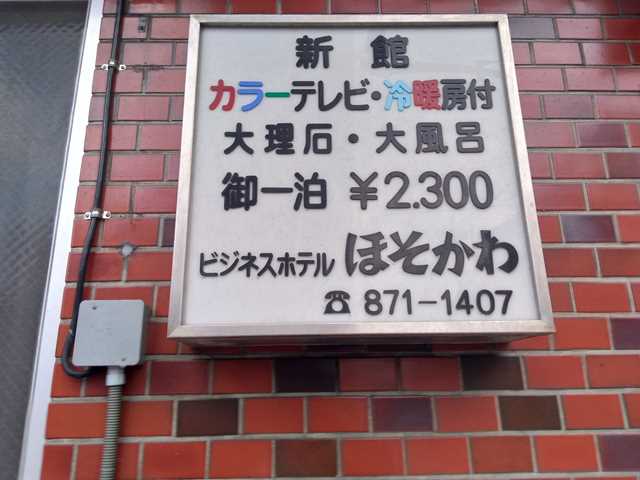 新館
カラーテレビ・冷暖房付
大理石・大風呂
御一泊 ¥2.300
ビジネスホテル ほそかわ
☎ 871-1407